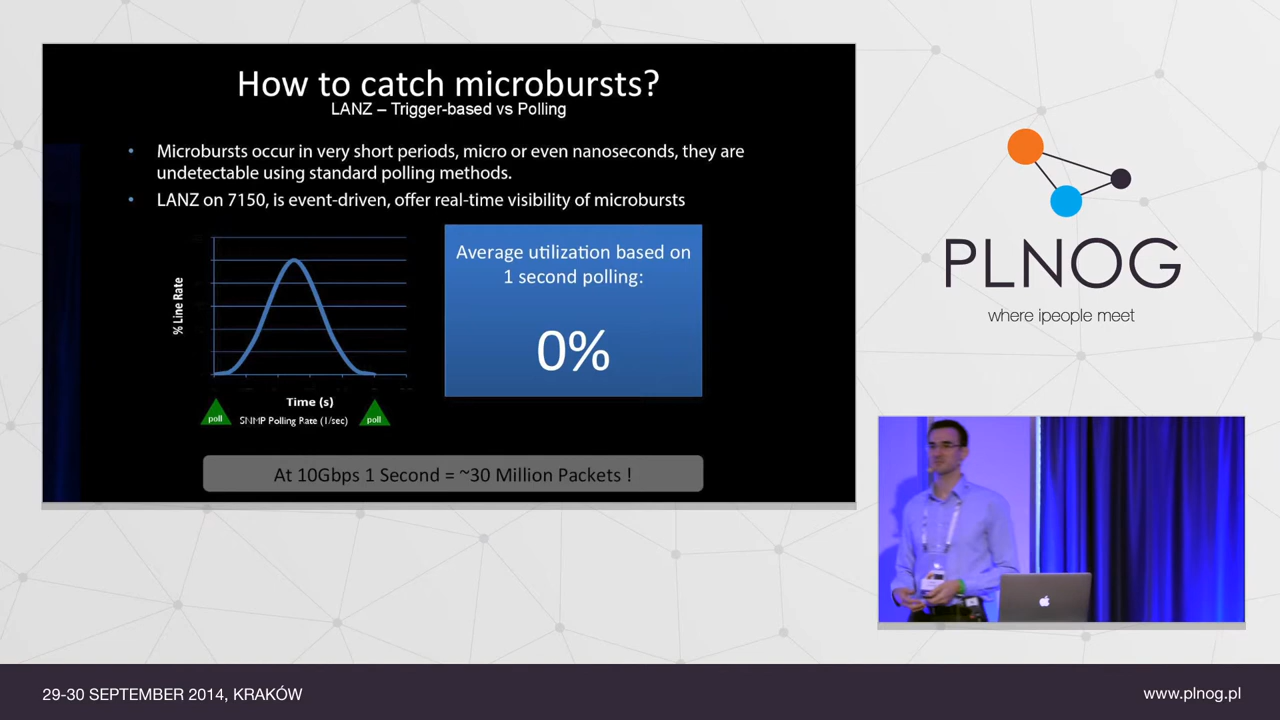 How to catch microbursts?
LANZ – Trigger-based vs Polling
• Microbursts occur in very short periods, micro or even nanoseconds, they are
undetectable using standard polling methods.
• LANZ on 7150, is event-driven, offer real-time visibility of microbursts
% Line Rate
Time (s)
poll
SNMP Polling Rate (1/sec)
poll
Average utilization based on
1 second polling:
0%
At 10Gbps 1 Second = ~30 Million Packets !
PLNOG
where ipeople meet
29-30 SEPTEMBER 2014, KRAKÓW
www.plnog.pl